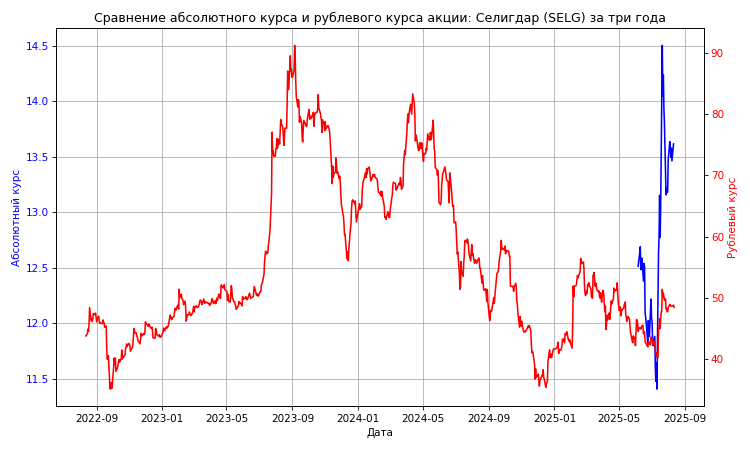 Сравнение абсолютного курса и рублевого курса акции: Селигдар (SELG) за три года
14.5
14.0
13.5
13.0
12.5
12.0
11.5
Абсолютный курс
90
80
70
60
50
40
Рублевый курс
2022-09 2023-01 2023-05 2023-09 2024-01 2024-05 2024-09 2025-01 2025-05 2025-09
Дата